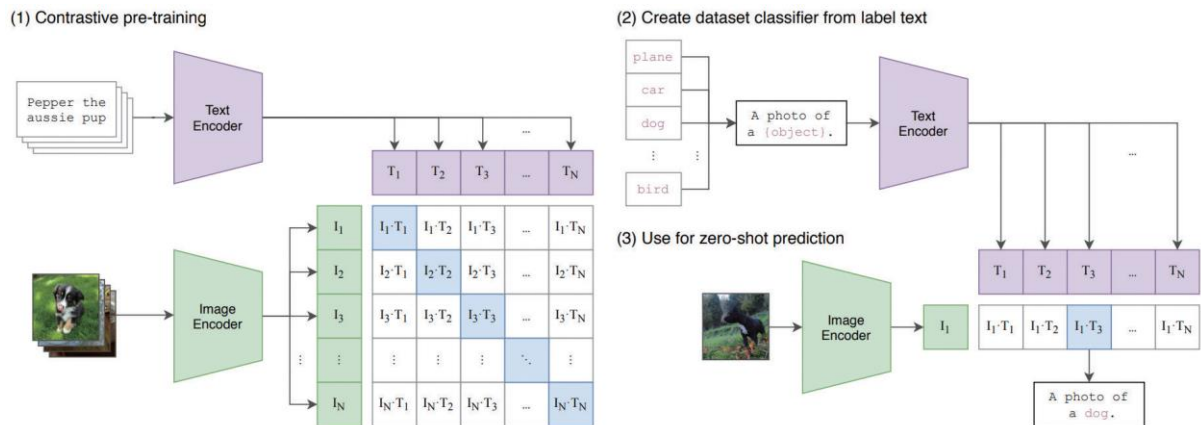 (1) Contrastive pre-training
Pepper the
aussie pup
Text
Encoder
...
T1 T2 T3 ... TN
I1 I1·T1 I1·T2 I1·T3 ... I1·TN
I2 I2·T1 I2·T2 I2·T3 ... I2·TN
Image
Encoder
I3 I3·T1 I3·T2 I3·T3 ... I3·TN
⋮ ⋮ ⋮ ⋮ ⋮ ⋱ ⋮
IN IN·T1 IN·T2 IN·T3 ... IN·TN
(2) Create dataset classifier from label text
plane
car
dog
⋮ ⋮
bird
A photo of
a {object}.
Text
Encoder
...
(3) Use for zero-shot prediction
Image
Encoder
T1 T2 T3 ... TN
I1 I1·T1 I1·T2 I1·T3 ... I1·TN
A photo of
a dog.